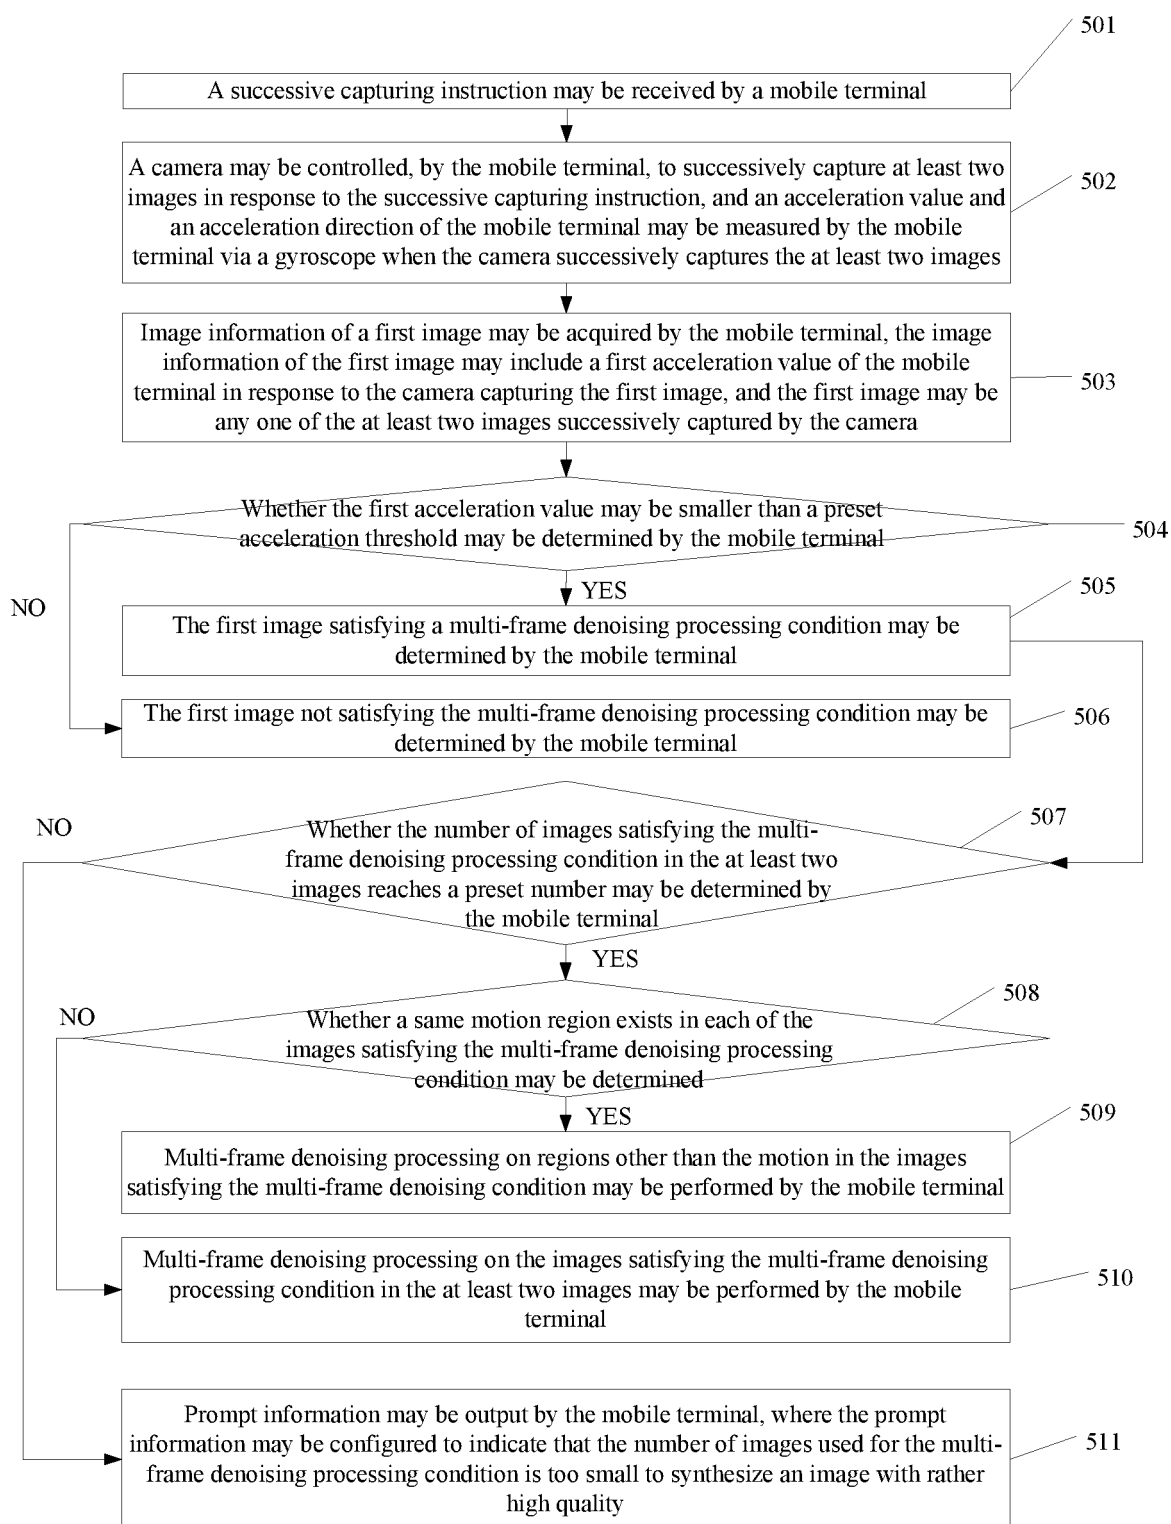 501
A successive capturing instruction may be received by a mobile terminal
A camera may be controlled, by the mobile terminal, to successively capture at least two
images in response to the successive capturing instruction, and an acceleration value and
an acceleration direction of the mobile terminal may be measured by the mobile
terminal via a gyroscope when the camera successively captures the at least two images
502
Image information of a first image may be acquired by the mobile terminal, the image
information of the first image may include a first acceleration value of the mobile
terminal in response to the camera capturing the first image, and the first image may be
any one of the at least two images successively captured by the camera
503
Whether the first acceleration value may be smaller than a preset
acceleration threshold may be determined by the mobile terminal
504
NO
YES
505
The first image satisfying a multi-frame denoising processing condition may be
determined by the mobile terminal
The first image not satisfying the multi-frame denoising processing condition may be
determined by the mobile terminal
506
NO
507
Whether the number of images satisfying the multi-
frame denoising processing condition in the at least two
images reaches a preset number may be determined by
the mobile terminal
YES
NO
508
Whether a same motion region exists in each of the
images satisfying the multi-frame denoising processing
condition may be determined
YES
509
Multi-frame denoising processing on regions other than the motion in the images
satisfying the multi-frame denoising condition may be performed by the mobile terminal
Multi-frame denoising processing on the images satisfying the multi-frame denoising
processing condition in the at least two images may be performed by the mobile
terminal
510
Prompt information may be output by the mobile terminal, where the prompt
information may be configured to indicate that the number of images used for the multi-
frame denoising processing condition is too small to synthesize an image with rather
high quality
511